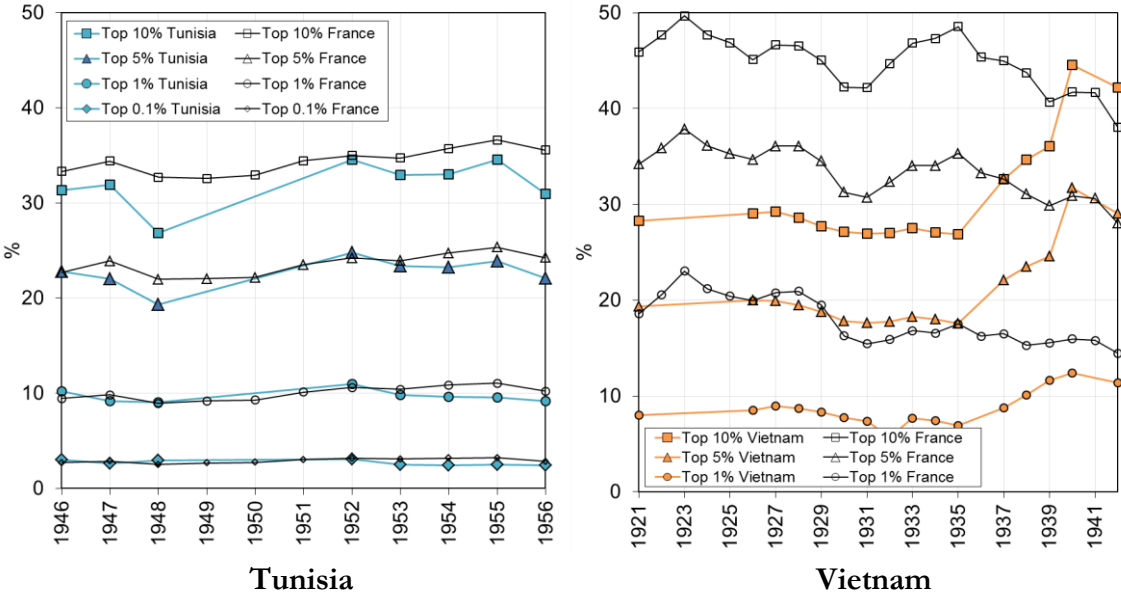 50
40
30
20
10
0
%
Top 10% Tunisia Top 10% France
Top 5% Tunisia Top 5% France
Top 1% Tunisia Top 1% France
Top 0.1% Tunisia Top 0.1% France
1946 1947 1948 1949 1950 1951 1952 1953 1954 1955 1956
Tunisia
50
40
30
20
10
0
%
Top 10% Vietnam Top 10% France
Top 5% Vietnam Top 5% France
Top 1% Vietnam Top 1% France
1921 1923 1925 1927 1929 1931 1933 1935 1937 1939 1941
Vietnam